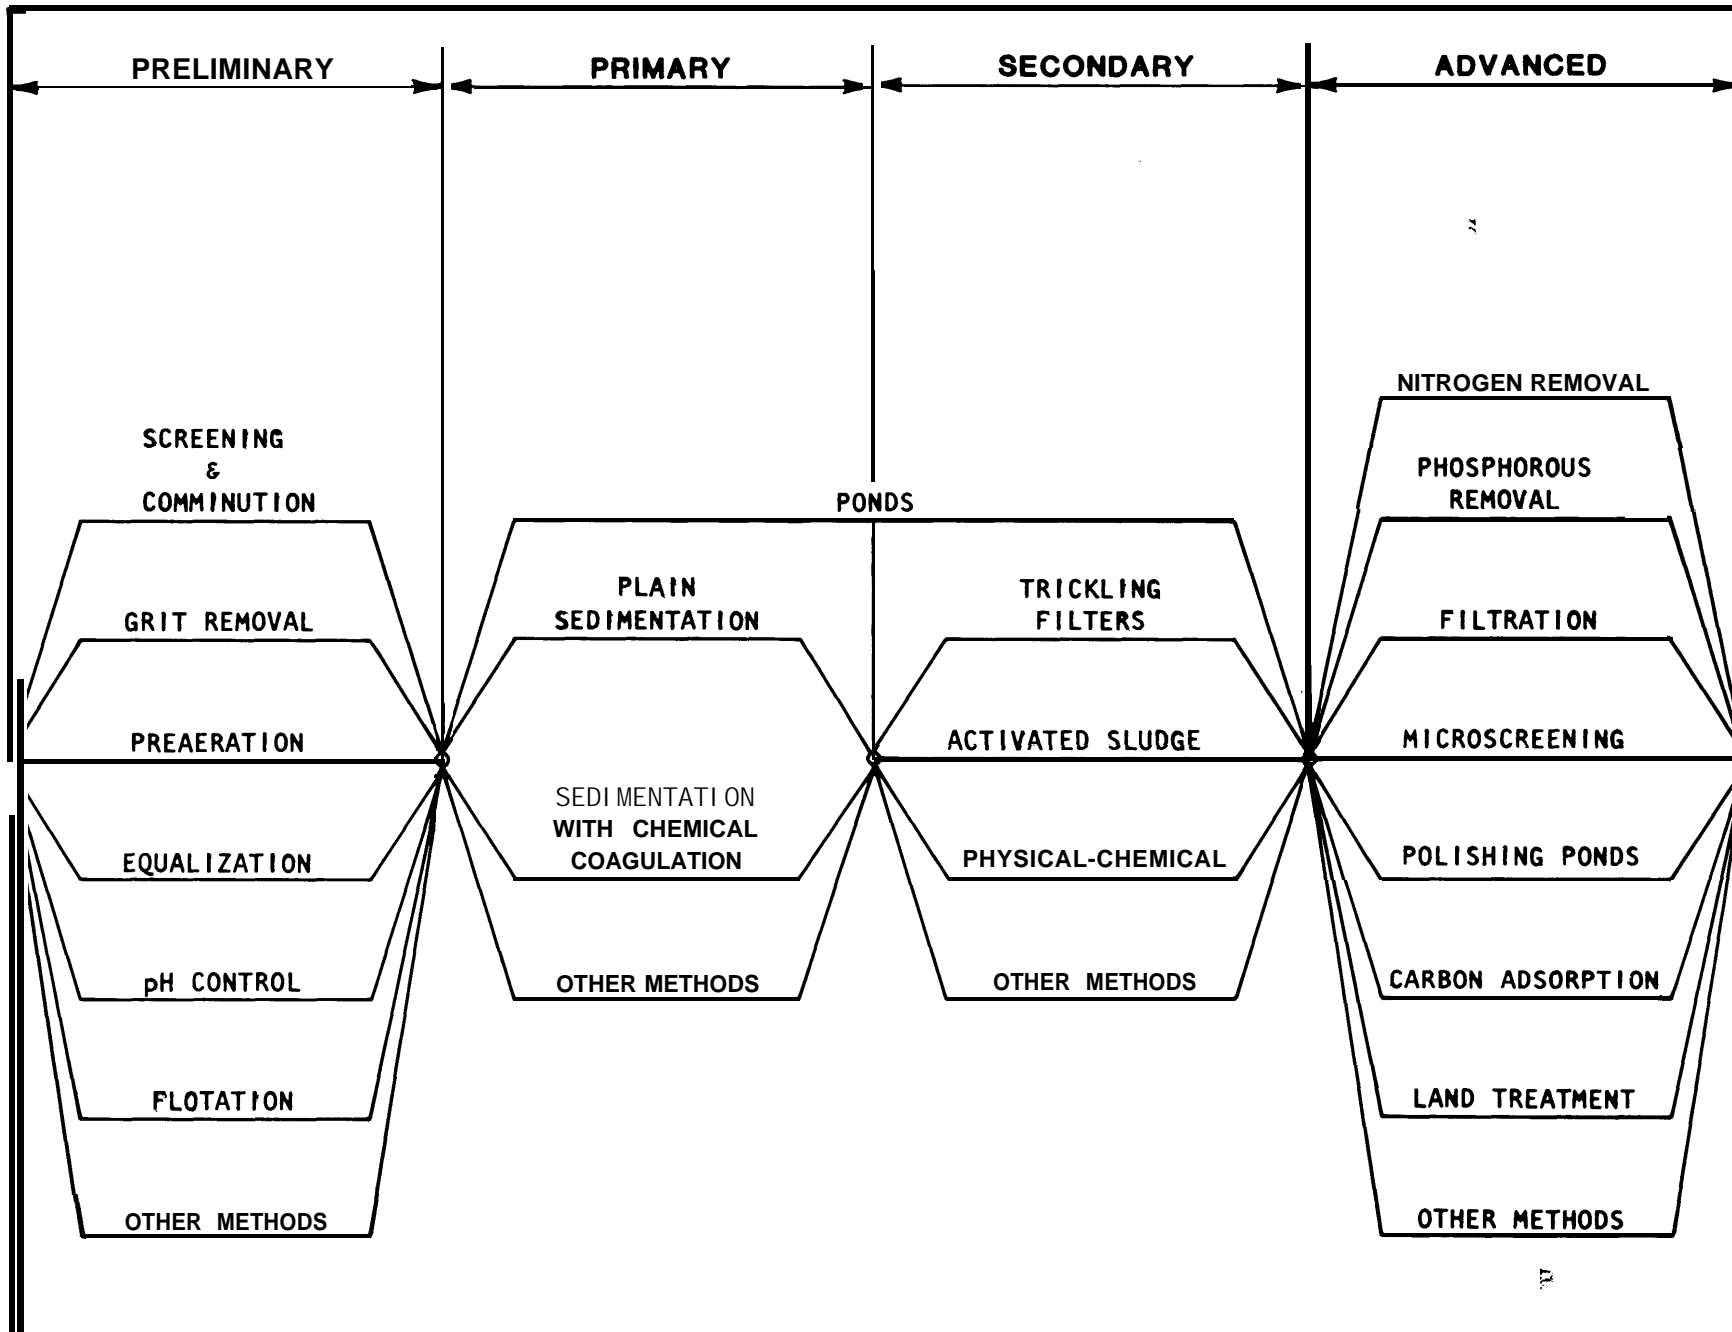 PRELIMINARY
PRIMARY
SECONDARY
ADVANCED
SCREENING
&
COMMINUTION
GRIT REMOVAL
PREAERATION
EQUALIZATION
pH CONTROL
FLOTATION
OTHER METHODS
PONDS
PLAIN
SEDIMENTATION
SEDIMENTATION
WITH CHEMICAL
COAGULATION
OTHER METHODS
TRICKLING
FILTERS
ACTIVATED SLUDGE
PHYSICAL-CHEMICAL
OTHER METHODS
NITROGEN REMOVAL
PHOSPHOROUS
REMOVAL
FILTRATION
MICROSCREENING
POLISHING PONDS
CARBON ADSORPTION
LAND TREATMENT
OTHER METHODS